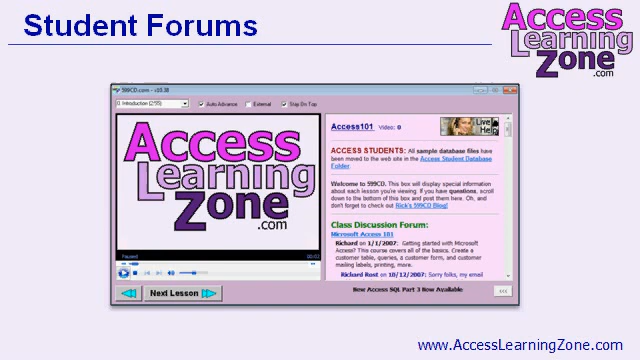 Student Forums
Access
Learning
Zone
.com
599CD.com - v10.38
0. Introduction (2:55)
Auto Advance
External
Stay On Top
Access
Learning
Zone
.com
Paused
00:02
Next Lesson
Access101 Video: 0
Live
Help
ACCESS STUDENTS: All sample database files have
been moved to the web site in the Access Student Database
Folder.
Welcome to 599CD. This box will display special information
about each lesson you're viewing. If you have questions, scroll
down to the bottom of this box and post them here. Oh, and
don't forget to check out Rick's 599CD Blog!
Class Discussion Forum:
Microsoft Access 101
Richard on 1/1/2007: Getting started with Microsoft
Access? This course covers all of the basics. Create a
customer table, queries, a customer form, and customer
mailing labels, printing, more.
Richard Rost on 10/12/2007: Sorry folks, my email
New Access SQL Part 3 Now Available
<<<
www.AccessLearningZone.com